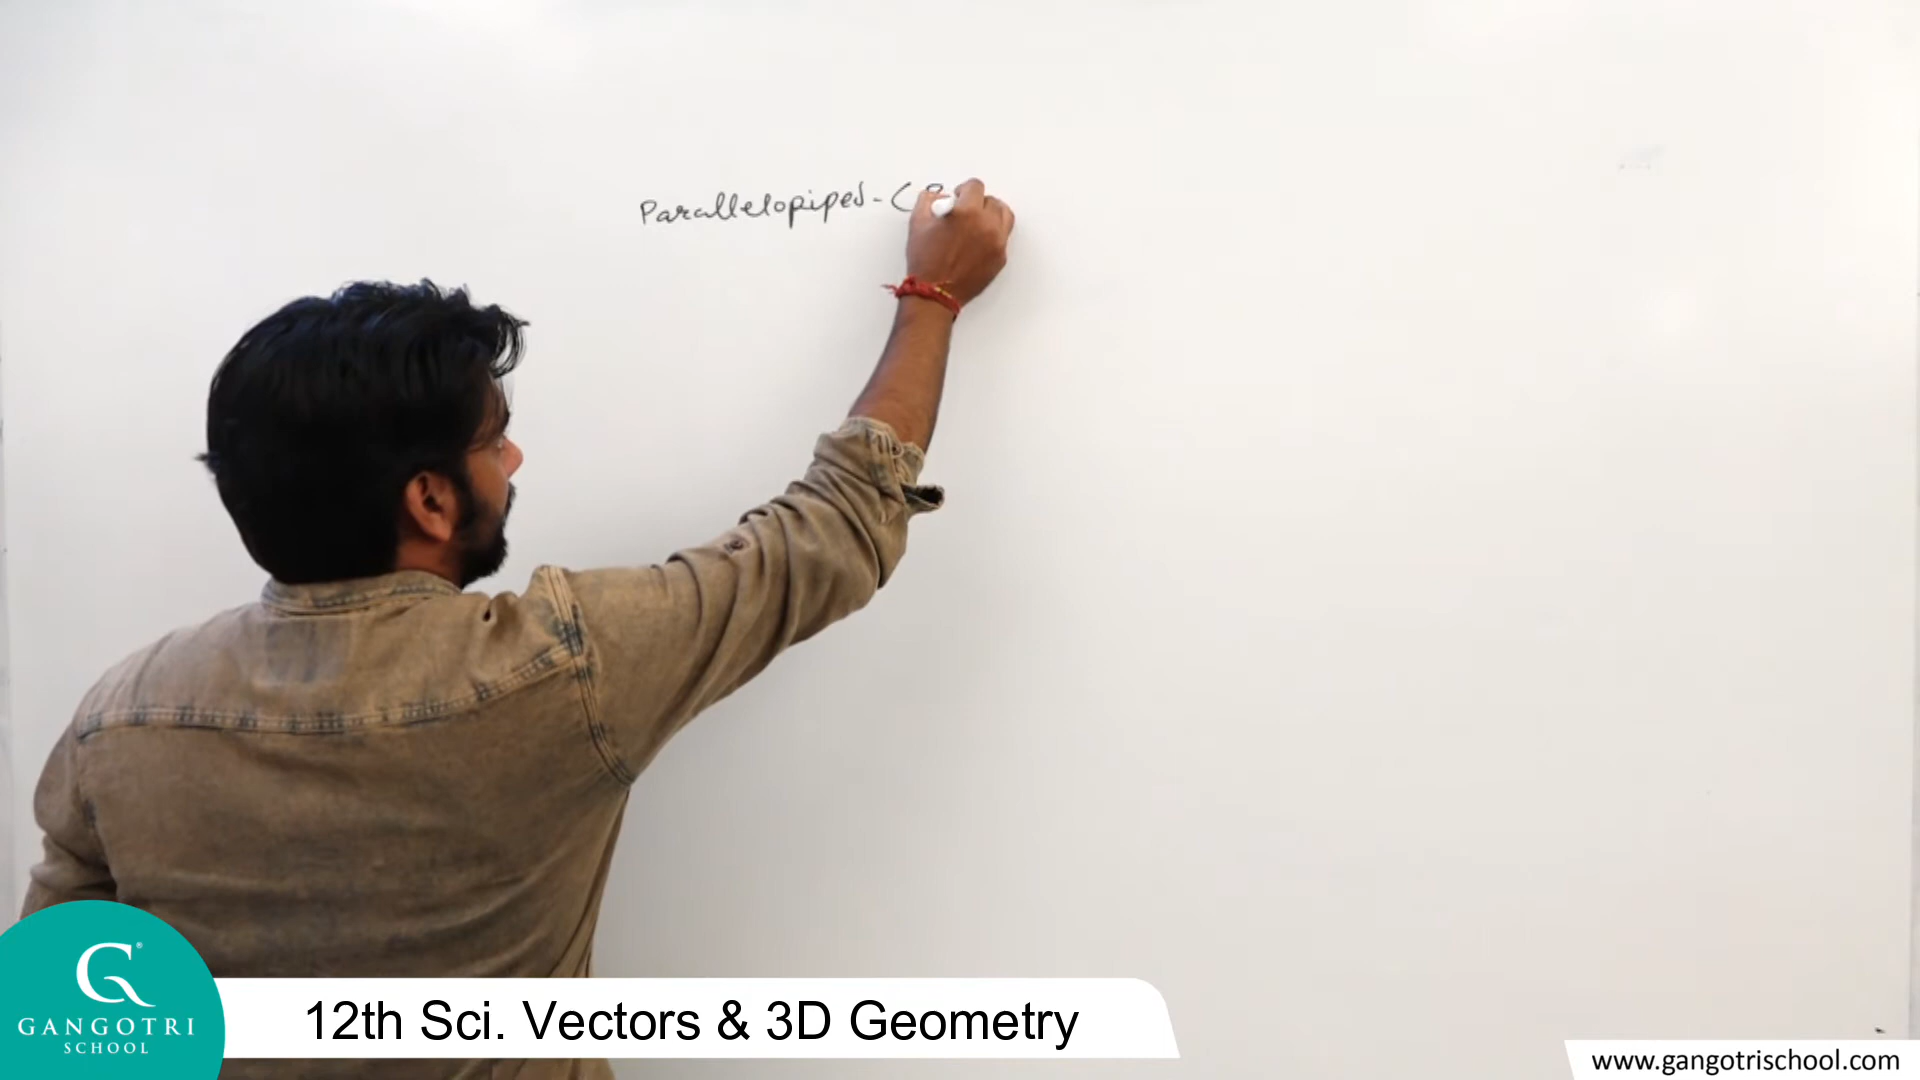 Parallelopiped - (
GANGOTRI
SCHOOL
12th Sci. Vectors & 3D Geometry
www.gangotrischool.com